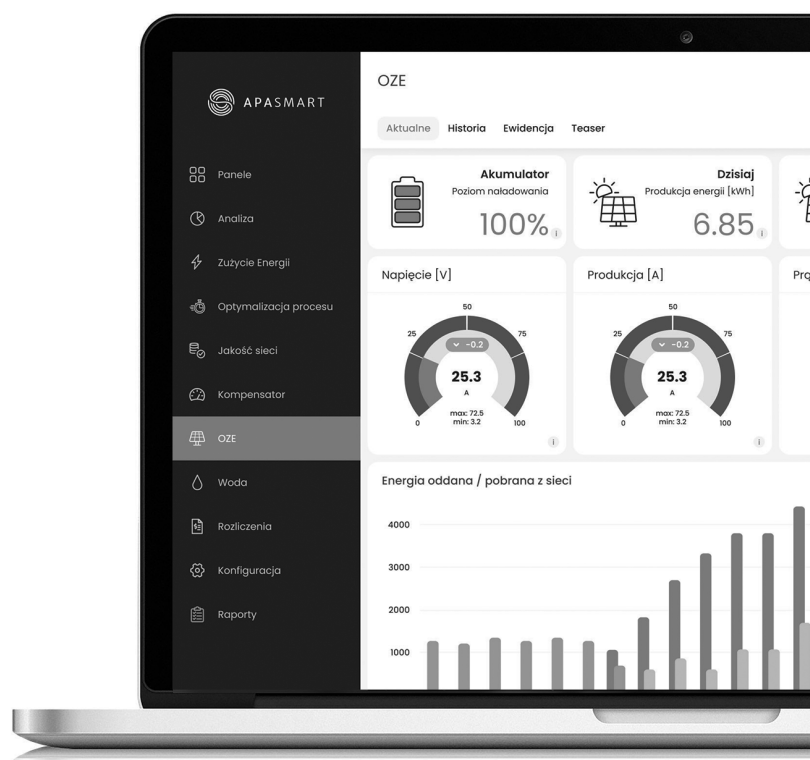 APASMART
Panele
Analiza
Zużycie Energii
Optymalizacja procesu
Jakość sieci
Kompensator
OZE
Woda
Rozliczenia
Konfiguracja
Raporty
OZE
Aktualne Historia Ewidencja Teaser
Akumulator
Poziom naładowania
100%
i
Dzisiaj
Produkcja energii [kWh]
6.85
i
Napięcie [V]
50
25 75
-0.2
25.3
A
max: 72.5
min: 3.2
0 100
i
Produkcja [A]
50
25 75
-0.2
25.3
A
max: 72.5
min: 3.2
0 100
i
Prą
Energia oddana / pobrana z sieci
4000
3000
2000
1000